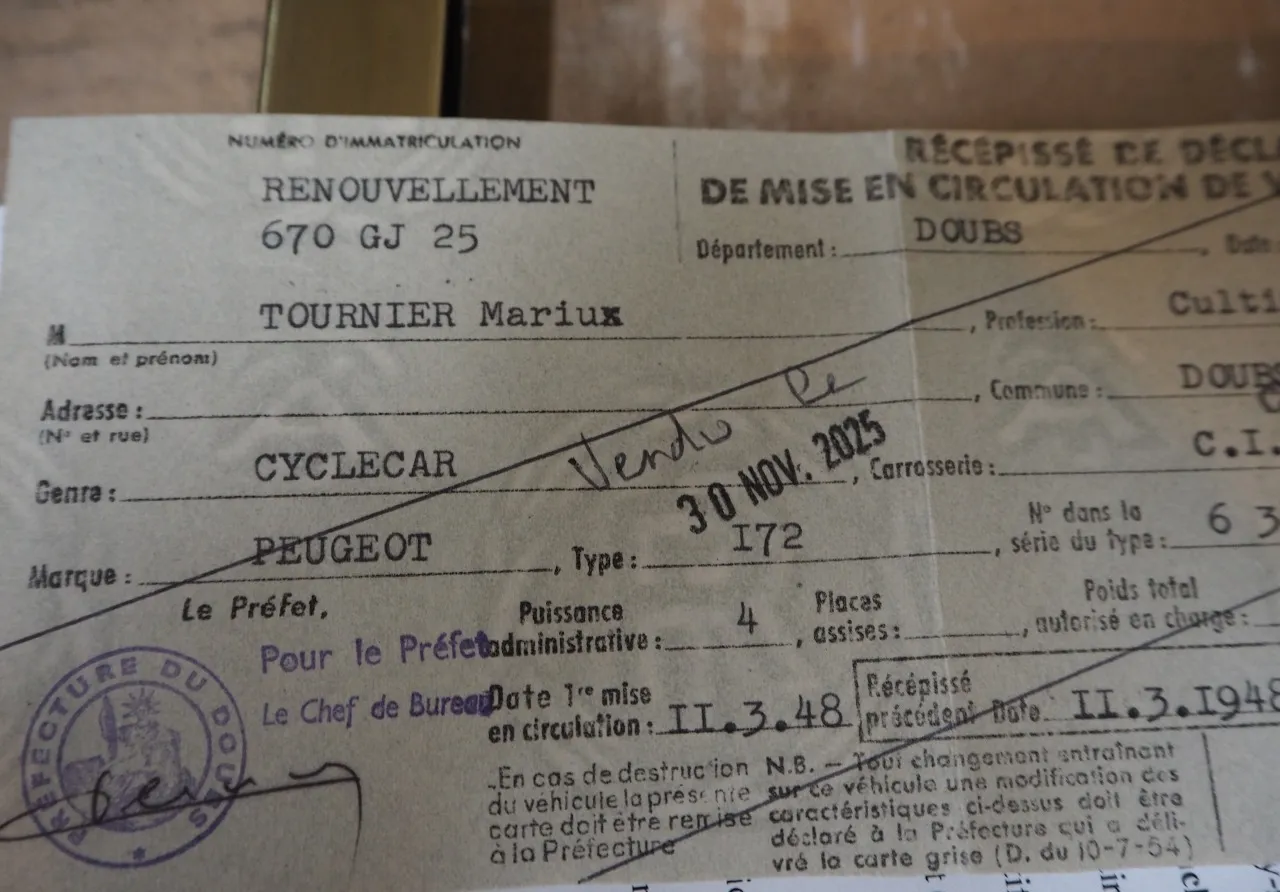 NUMÉRO D'IMMATRICULATION
RENOUVELLEMENT
670 GJ 25
RÉCÉPISSÉ DE DÉCL
DE MISE EN CIRCULATION DE
Département : DOUBS, Date
M TOURNIER Mariux, Profession : Culti
(Nom et prénom)
Adresse : , Commune : DOUBS
(N° et rue)
Vendu le
30 NOV. 2025
Genre : CYCLECAR, Carrosserie : C.I.
Marque : PEUGEOT, Type : I72, N° dans la série du type : 63
Le Préfet,
Pour le Préfet
Le Chef de Bureau
PRÉFECTURE DU DOUBS
Puissance administrative : 4, Places assises : , Poids total autorisé en charge :
Date 1re mise en circulation : II.3.48
Récépissé précédent Date II.3.I948
En cas de destruction
du véhicule la présente
carte doit être remise
à la Préfecture
N.B. — Tout changement entraînant
sur ce véhicule une modification des
caractéristiques ci-dessus doit être
déclaré à la Préfecture qui a déli-
vré la carte grise (D. du 10-7-54)